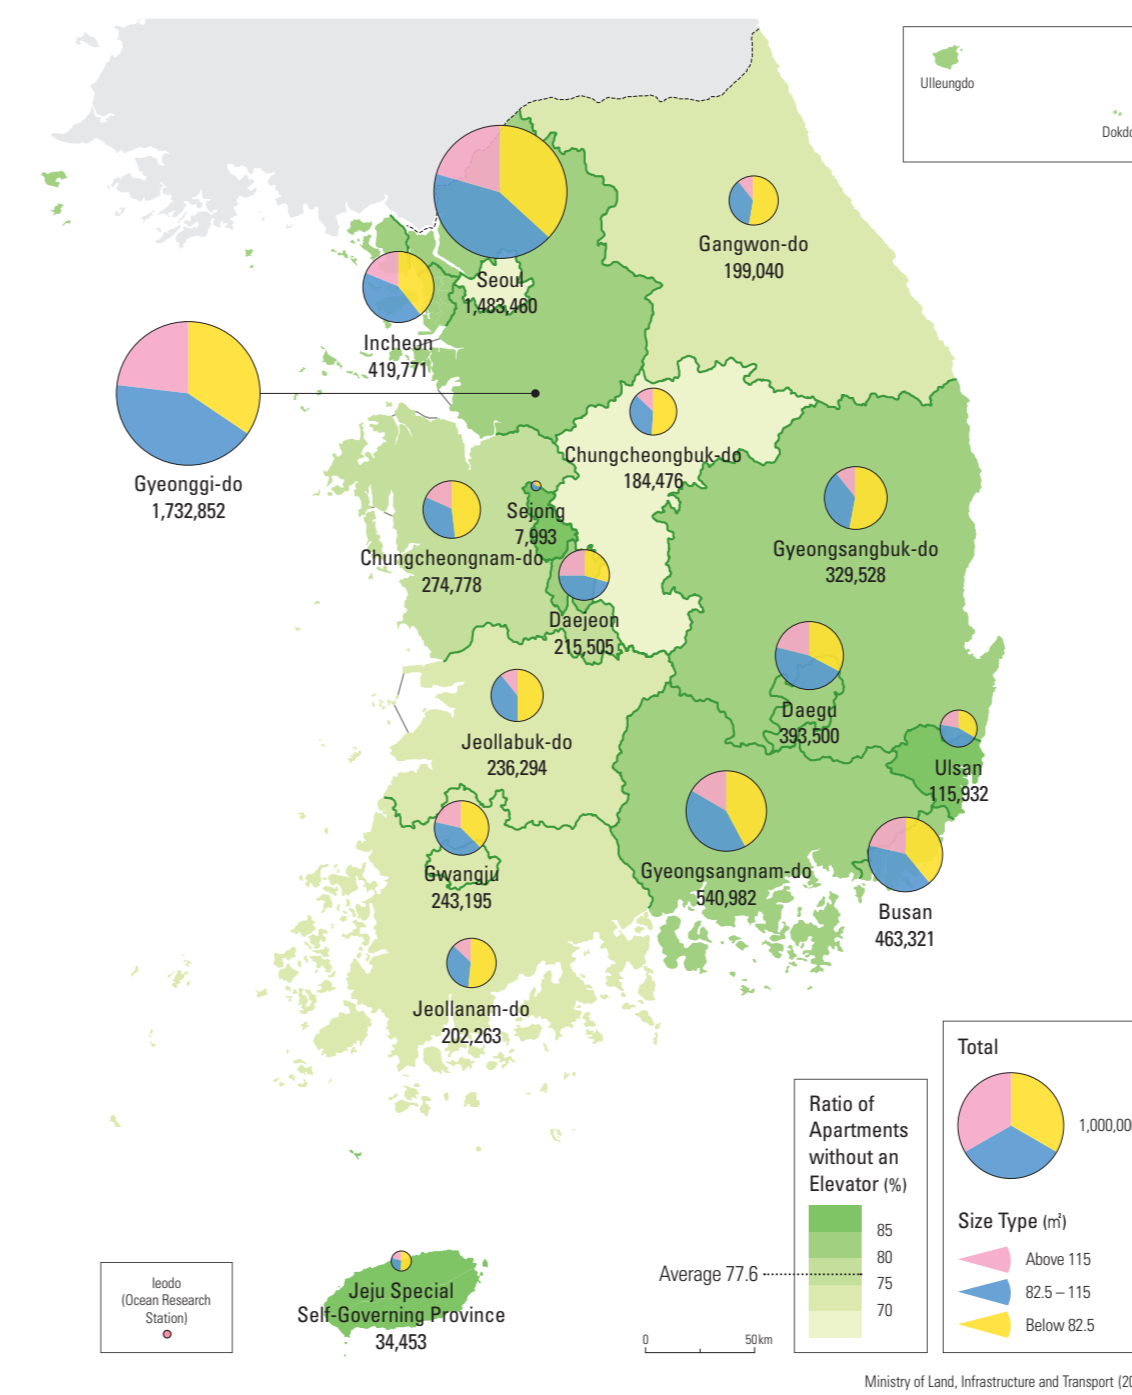 Ulleungdo
Dokdo
Gangwon-do
199,040
Seoul
1,483,460
Incheon
419,771
Gyeonggi-do
1,732,852
Chungcheongbuk-do
184,476
Sejong
7,993
Chungcheongnam-do
274,778
Gyeongsangbuk-do
329,528
Daejeon
215,505
Daegu
393,500
Jeollabuk-do
236,294
Ulsan
115,932
Gwangju
243,195
Gyeongsangnam-do
540,982
Busan
463,321
Jeollanam-do
202,263
Jeju Special
Self-Governing Province
34,453
Ieodo
(Ocean Research
Station)
0 50km
Average 77.6
Ratio of
Apartments
without an
Elevator (%)
85
80
75
70
Total
1,000,00
Size Type (㎡)
Above 115
82.5 – 115
Below 82.5
Ministry of Land, Infrastructure and Transport (20